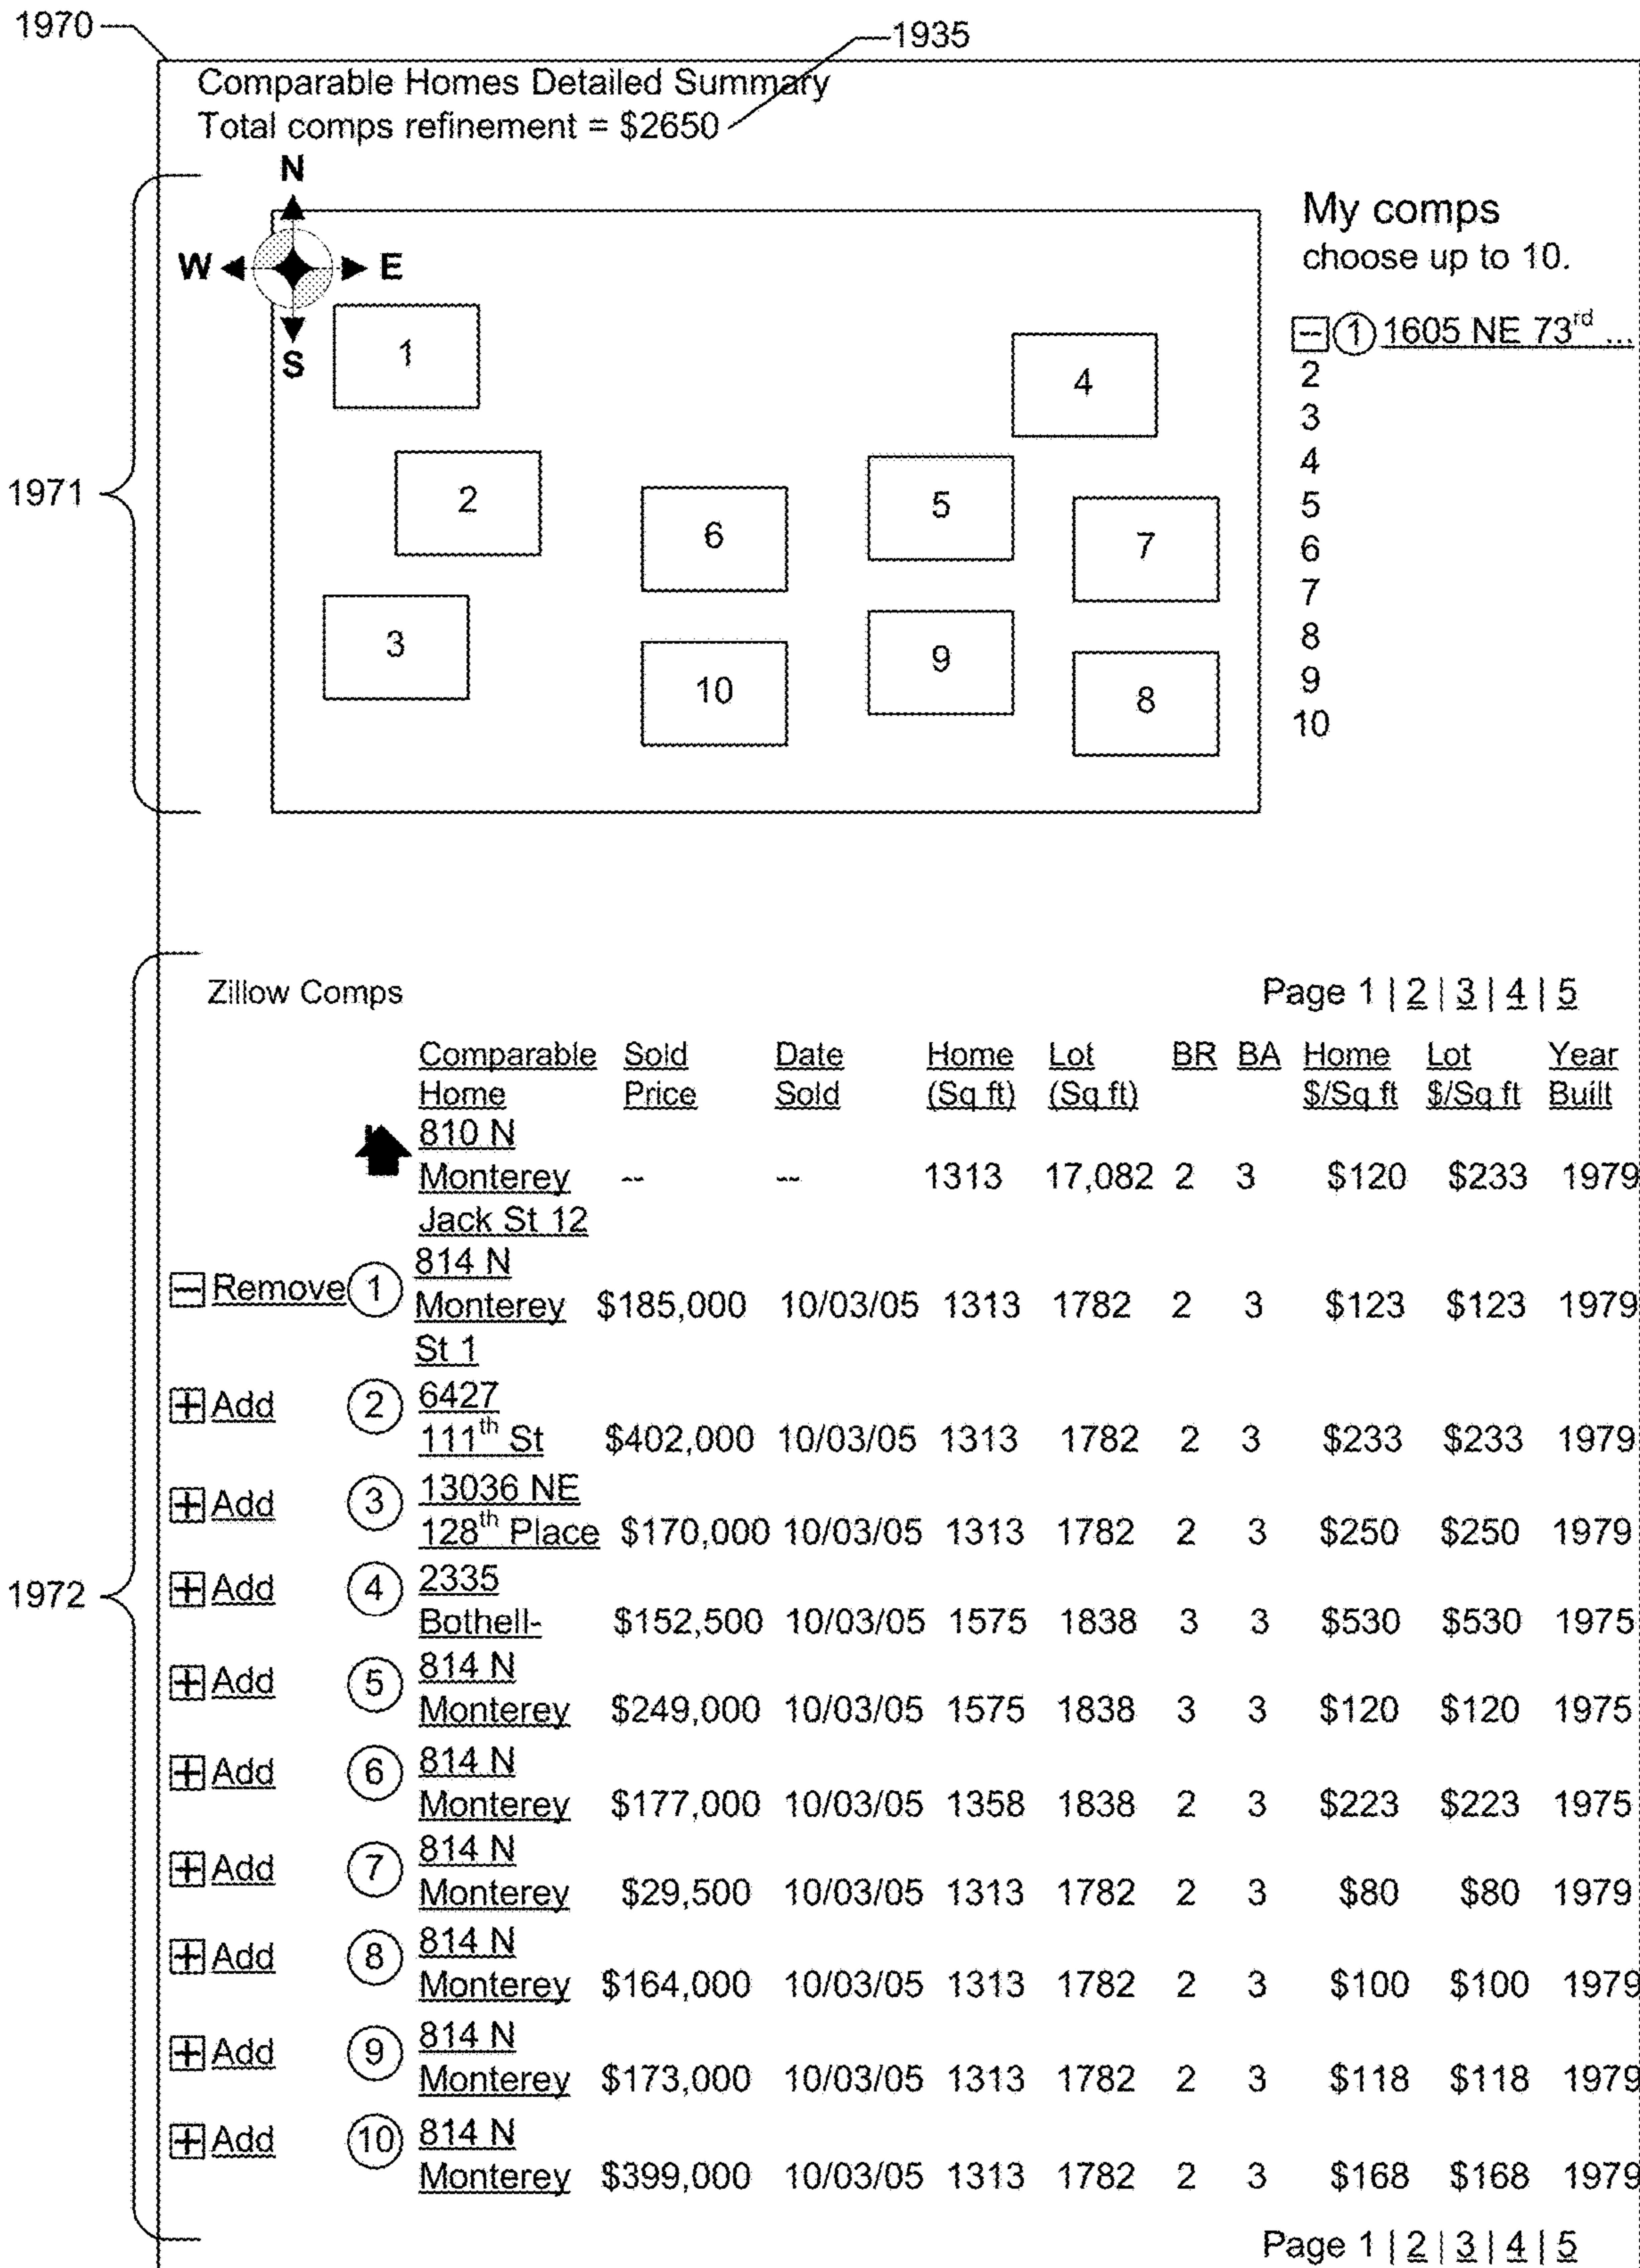 1970
1935
Comparable Homes Detailed Summary
Total comps refinement = $2650
N
W E
S
1971
1
2
3
4
5
6
7
8
9
10
My comps
choose up to 10.
-- 1 1605 NE 73rd ...
2
3
4
5
6
7
8
9
10
1972
Zillow Comps Page 1 | 2 | 3 | 4 | 5
Comparable Sold Date Home Lot BR BA Home Lot Year
Home Price Sold (Sq ft) (Sq ft) $/Sq ft $/Sq ft Built
810 N
Monterey -- -- 1313 17,082 2 3 $120 $233 1979
Jack St 12
814 N
− Remove 1 Monterey $185,000 10/03/05 1313 1782 2 3 $123 $123 1979
St 1
+ Add 2 6427
111th St $402,000 10/03/05 1313 1782 2 3 $233 $233 1979
+ Add 3 13036 NE
128th Place $170,000 10/03/05 1313 1782 2 3 $250 $250 1979
+ Add 4 2335
Bothell- $152,500 10/03/05 1575 1838 3 3 $530 $530 1975
+ Add 5 814 N
Monterey $249,000 10/03/05 1575 1838 3 3 $120 $120 1975
+ Add 6 814 N
Monterey $177,000 10/03/05 1358 1838 2 3 $223 $223 1975
+ Add 7 814 N
Monterey $29,500 10/03/05 1313 1782 2 3 $80 $80 1979
+ Add 8 814 N
Monterey $164,000 10/03/05 1313 1782 2 3 $100 $100 1979
+ Add 9 814 N
Monterey $173,000 10/03/05 1313 1782 2 3 $118 $118 1979
+ Add 10 814 N
Monterey $399,000 10/03/05 1313 1782 2 3 $168 $168 1979
Page 1 | 2 | 3 | 4 | 5